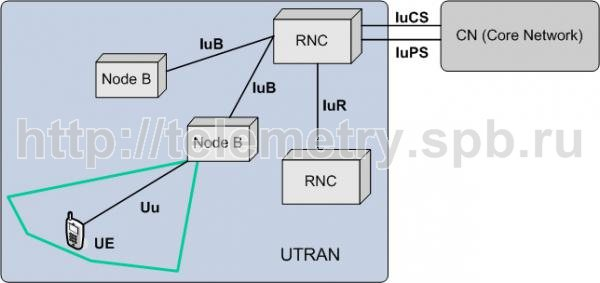 IuCS
RNC
CN (Core Network)
IuB
IuPS
Node B
IuB
IuR
http://telemetry.spb.ru
Node B
RNC
Uu
UE
UTRAN